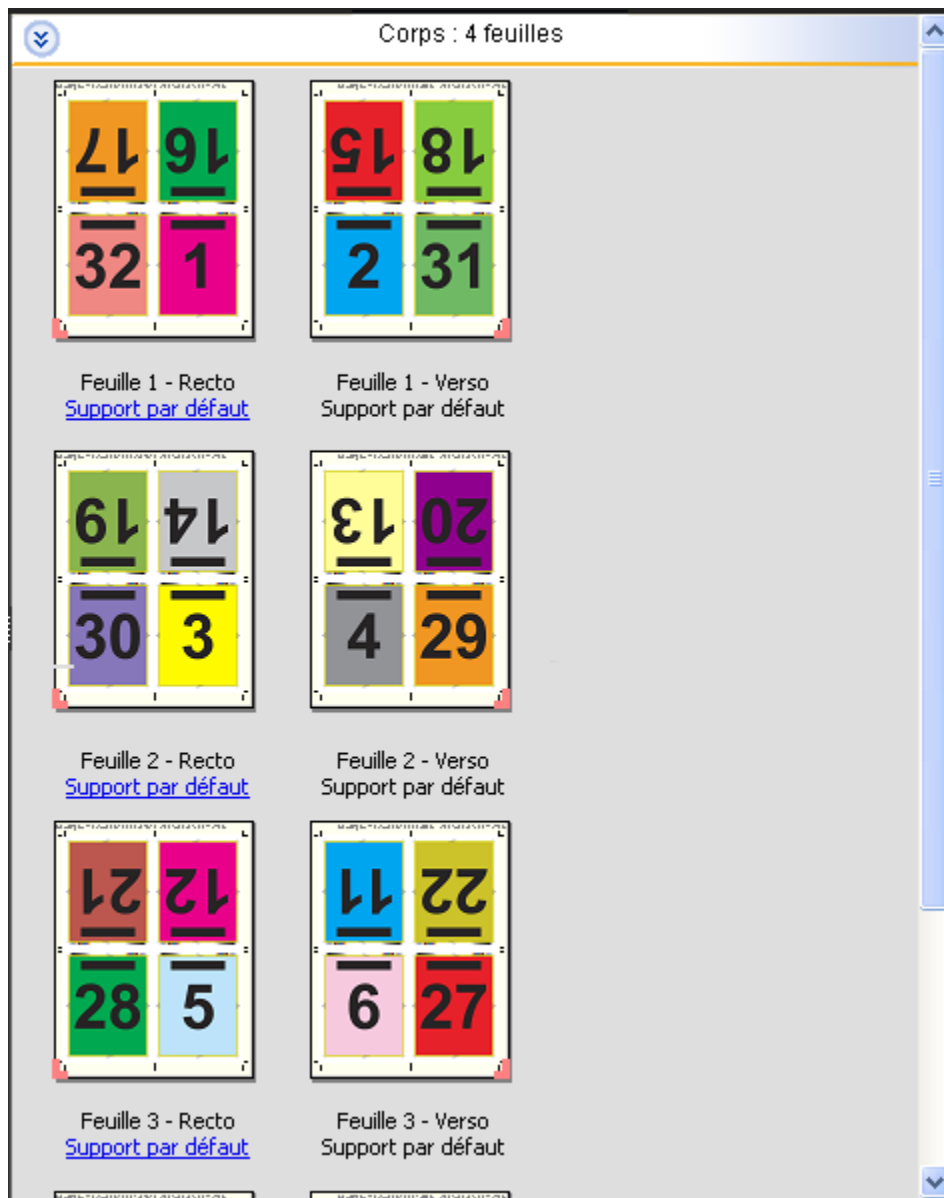 Corps : 4 feuilles
17 16 15 18
32 1 2 31
Feuille 1 - Recto Feuille 1 - Verso
Support par défaut Support par défaut
19 14 13 20
30 3 4 29
Feuille 2 - Recto Feuille 2 - Verso
Support par défaut Support par défaut
21 12 11 22
28 5 6 27
Feuille 3 - Recto Feuille 3 - Verso
Support par défaut Support par défaut